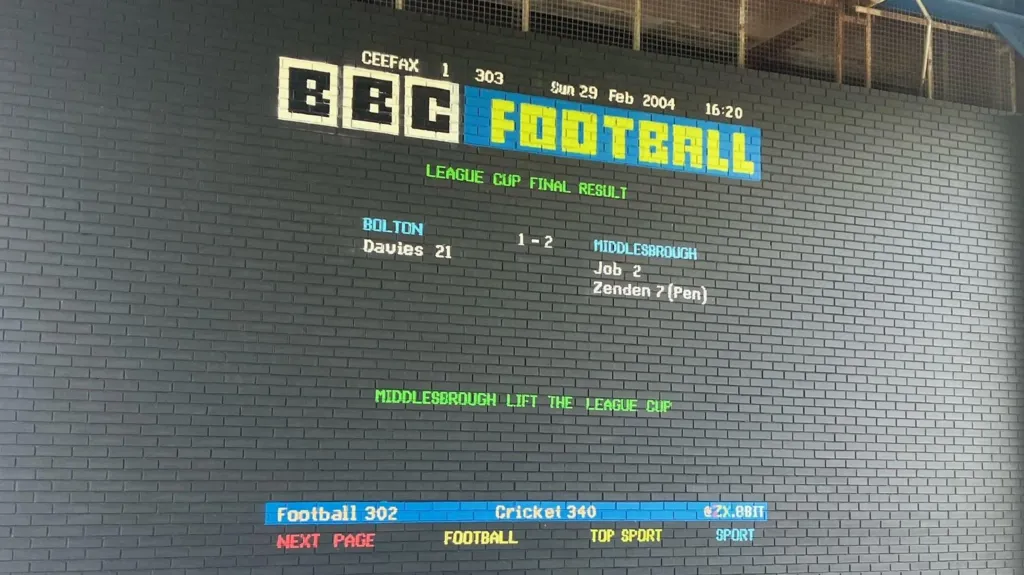 CEEFAX 1 303 Sun 29 Feb 2004 16:20
BBC FOOTBALL
LEAGUE CUP FINAL RESULT
BOLTON 1 - 2 MIDDLESBROUGH
Davies 21 Job 2
Zenden 7 (Pen)
MIDDLESBROUGH LIFT THE LEAGUE CUP
Football 302 Cricket 340 @ZX.8BIT
NEXT PAGE FOOTBALL TOP SPORT SPORT